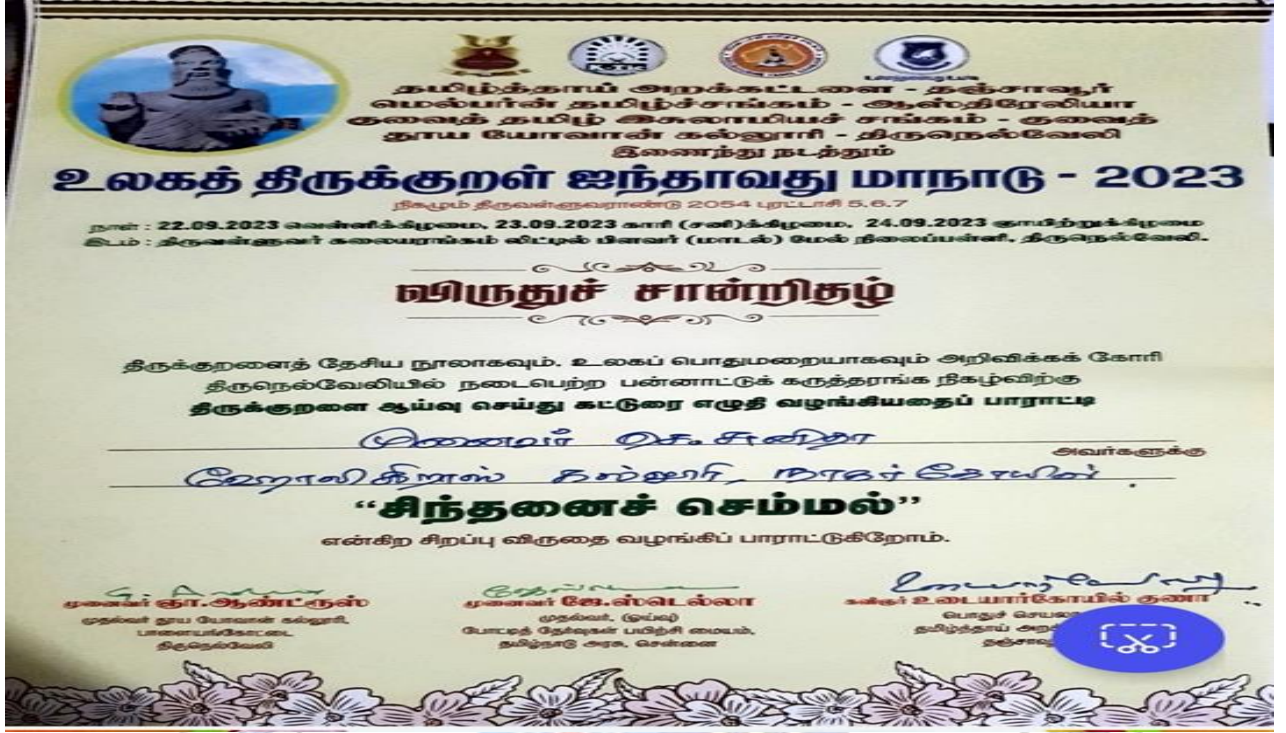 தமிழ்த்தாய் அறக்கட்டளை - தஞ்சாவூர்
மெல்பர்ன் தமிழ்ச்சங்கம் - ஆஸ்திரேலியா
குவைத் தமிழ் இசுலாமியச் சங்கம் - குவைத்
தூய யோவான் கல்லூரி - திருநெல்வேலி
இணைந்து நடத்தும்
உலகத் திருக்குறள் ஐந்தாவது மாநாடு - 2023
நிகழும் திருவள்ளுவராண்டு 2054 புரட்டாசி 5.6.7
நாள் : 22.09.2023 வெள்ளிக்கிழமை, 23.09.2023 காரி (சனி)க்கிழமை, 24.09.2023 ஞாயிற்றுக்கிழமை
இடம் : திருவள்ளுவர் கலையரங்கம் லிட்டில் பிளவர் (மாடல்) மேல் நிலைப்பள்ளி, திருநெல்வேலி.
விருதுச் சான்றிதழ்
திருக்குறளைத் தேசிய நூலாகவும். உலகப் பொதுமறையாகவும் அறிவிக்கக் கோரி
திருநெல்வேலியில் நடைபெற்ற பன்னாட்டுக் கருத்தரங்க நிகழ்விற்கு
திருக்குறளை ஆய்வு செய்து கட்டுரை எழுதி வழங்கியதைப் பாராட்டி
முனைவர் செ. சுனிதா
அவர்களுக்கு
ஹோலிகிராஸ் கல்லூரி, நாகர்கோயில்
“சிந்தனைச் செம்மல்”
என்கிற சிறப்பு விருதை வழங்கிப் பாராட்டுகிறோம்.
முனைவர் ஞா.ஆண்ட்ரூஸ்
முதல்வர் தூய யோவான் கல்லூரி,
பாளையங்கோட்டை
திருநெல்வேலி
முனைவர் ஜே.ஸ்டெல்லா
முதல்வர், (ஓய்வு)
போட்டித் தேர்வுகள் பயிற்சி மையம்,
தமிழ்நாடு அரசு, சென்னை
கவிஞர் உடையார்கோயில் குணா
பொதுச்
தமிழ்த்தாய்